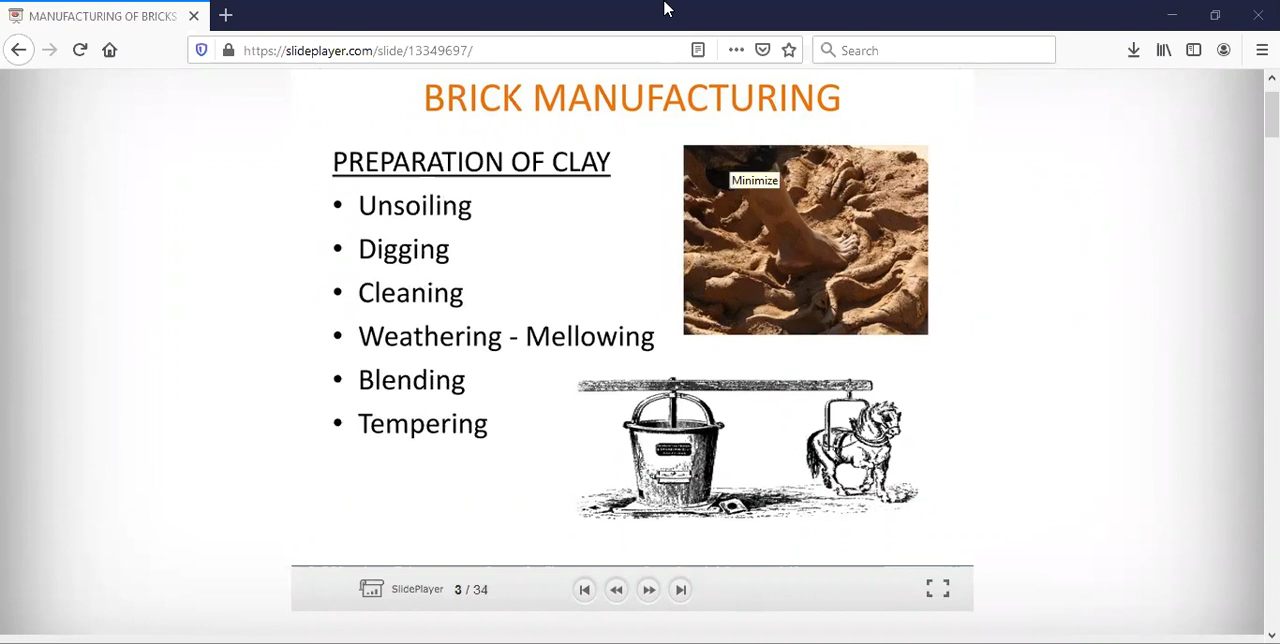 MANUFACTURING OF BRICKS
https://slideplayer.com/slide/13349697/
Search
BRICK MANUFACTURING
PREPARATION OF CLAY
Minimize
• Unsoiling
• Digging
• Cleaning
• Weathering - Mellowing
• Blending
• Tempering
SlidePlayer 3 / 34